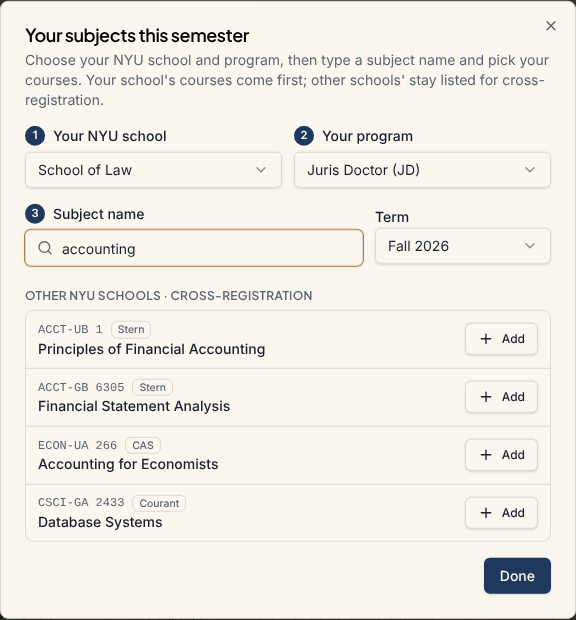 Your subjects this semester
Choose your NYU school and program, then type a subject name and pick your
courses. Your school's courses come first; other schools' stay listed for cross-
registration.
1 Your NYU school
2 Your program
School of Law
Juris Doctor (JD)
3 Subject name
Term
accounting
Fall 2026
OTHER NYU SCHOOLS · CROSS-REGISTRATION
ACCT-UB 1 Stern
Principles of Financial Accounting
+ Add
ACCT-GB 6305 Stern
Financial Statement Analysis
+ Add
ECON-UA 266 CAS
Accounting for Economists
+ Add
CSCI-GA 2433 Courant
Database Systems
+ Add
Done